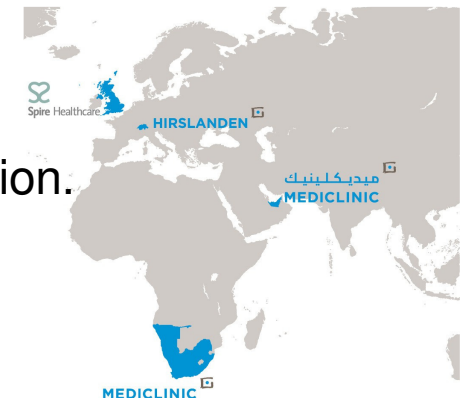 Spire Healthcare
HIRSLANDEN
ion.
ميديكلينيك
MEDICLINIC
MEDICLINIC